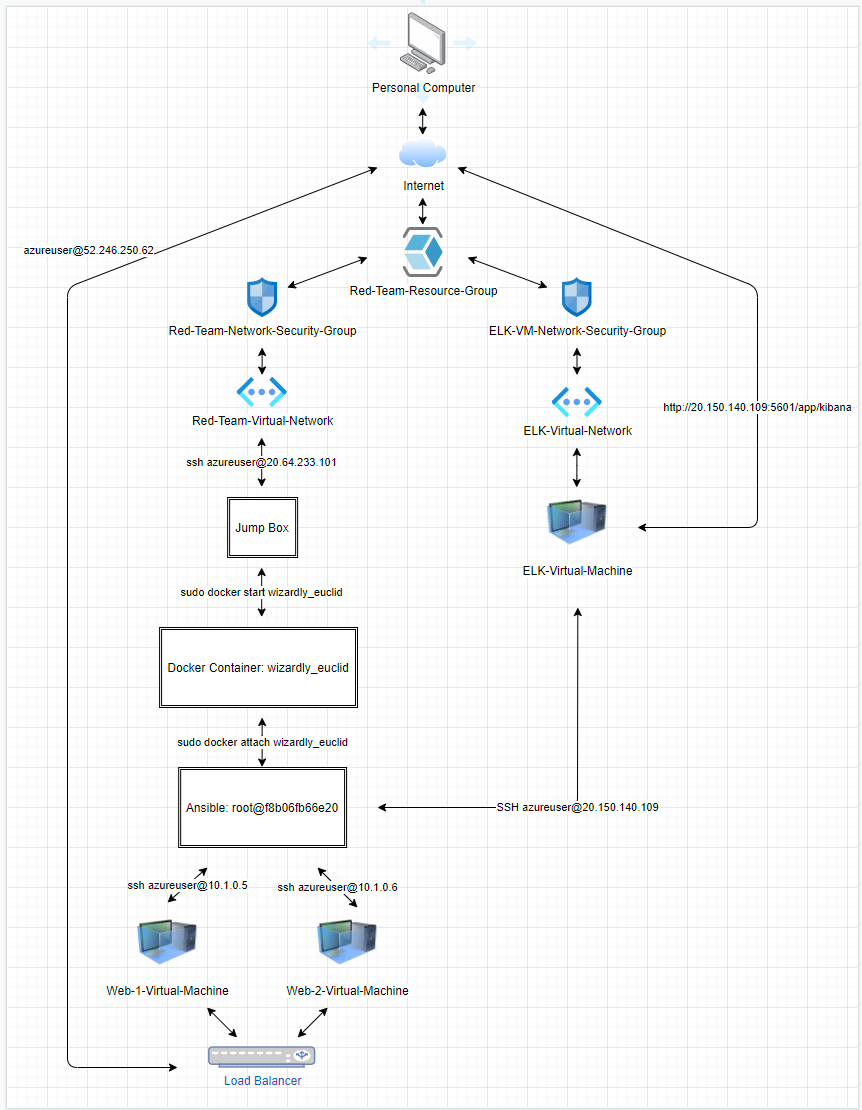 Personal Computer
Internet
azureuser@52.246.250.62
Red-Team-Resource-Group
Red-Team-Network-Security-Group
ELK-VM-Network-Security-Group
http://20.150.140.109:5601/app/kibana
Red-Team-Virtual-Network
ELK-Virtual-Network
ssh azureuser@20.64.233.101
Jump Box
ELK-Virtual-Machine
sudo docker start wizardly_euclid
Docker Container: wizardly_euclid
sudo docker attach wizardly_euclid
Ansible: root@f8b06fb66e20
SSH azureuser@20.150.140.109
ssh azureuser@10.1.0.5
ssh azureuser@10.1.0.6
Web-1-Virtual-Machine
Web-2-Virtual-Machine
Load Balancer